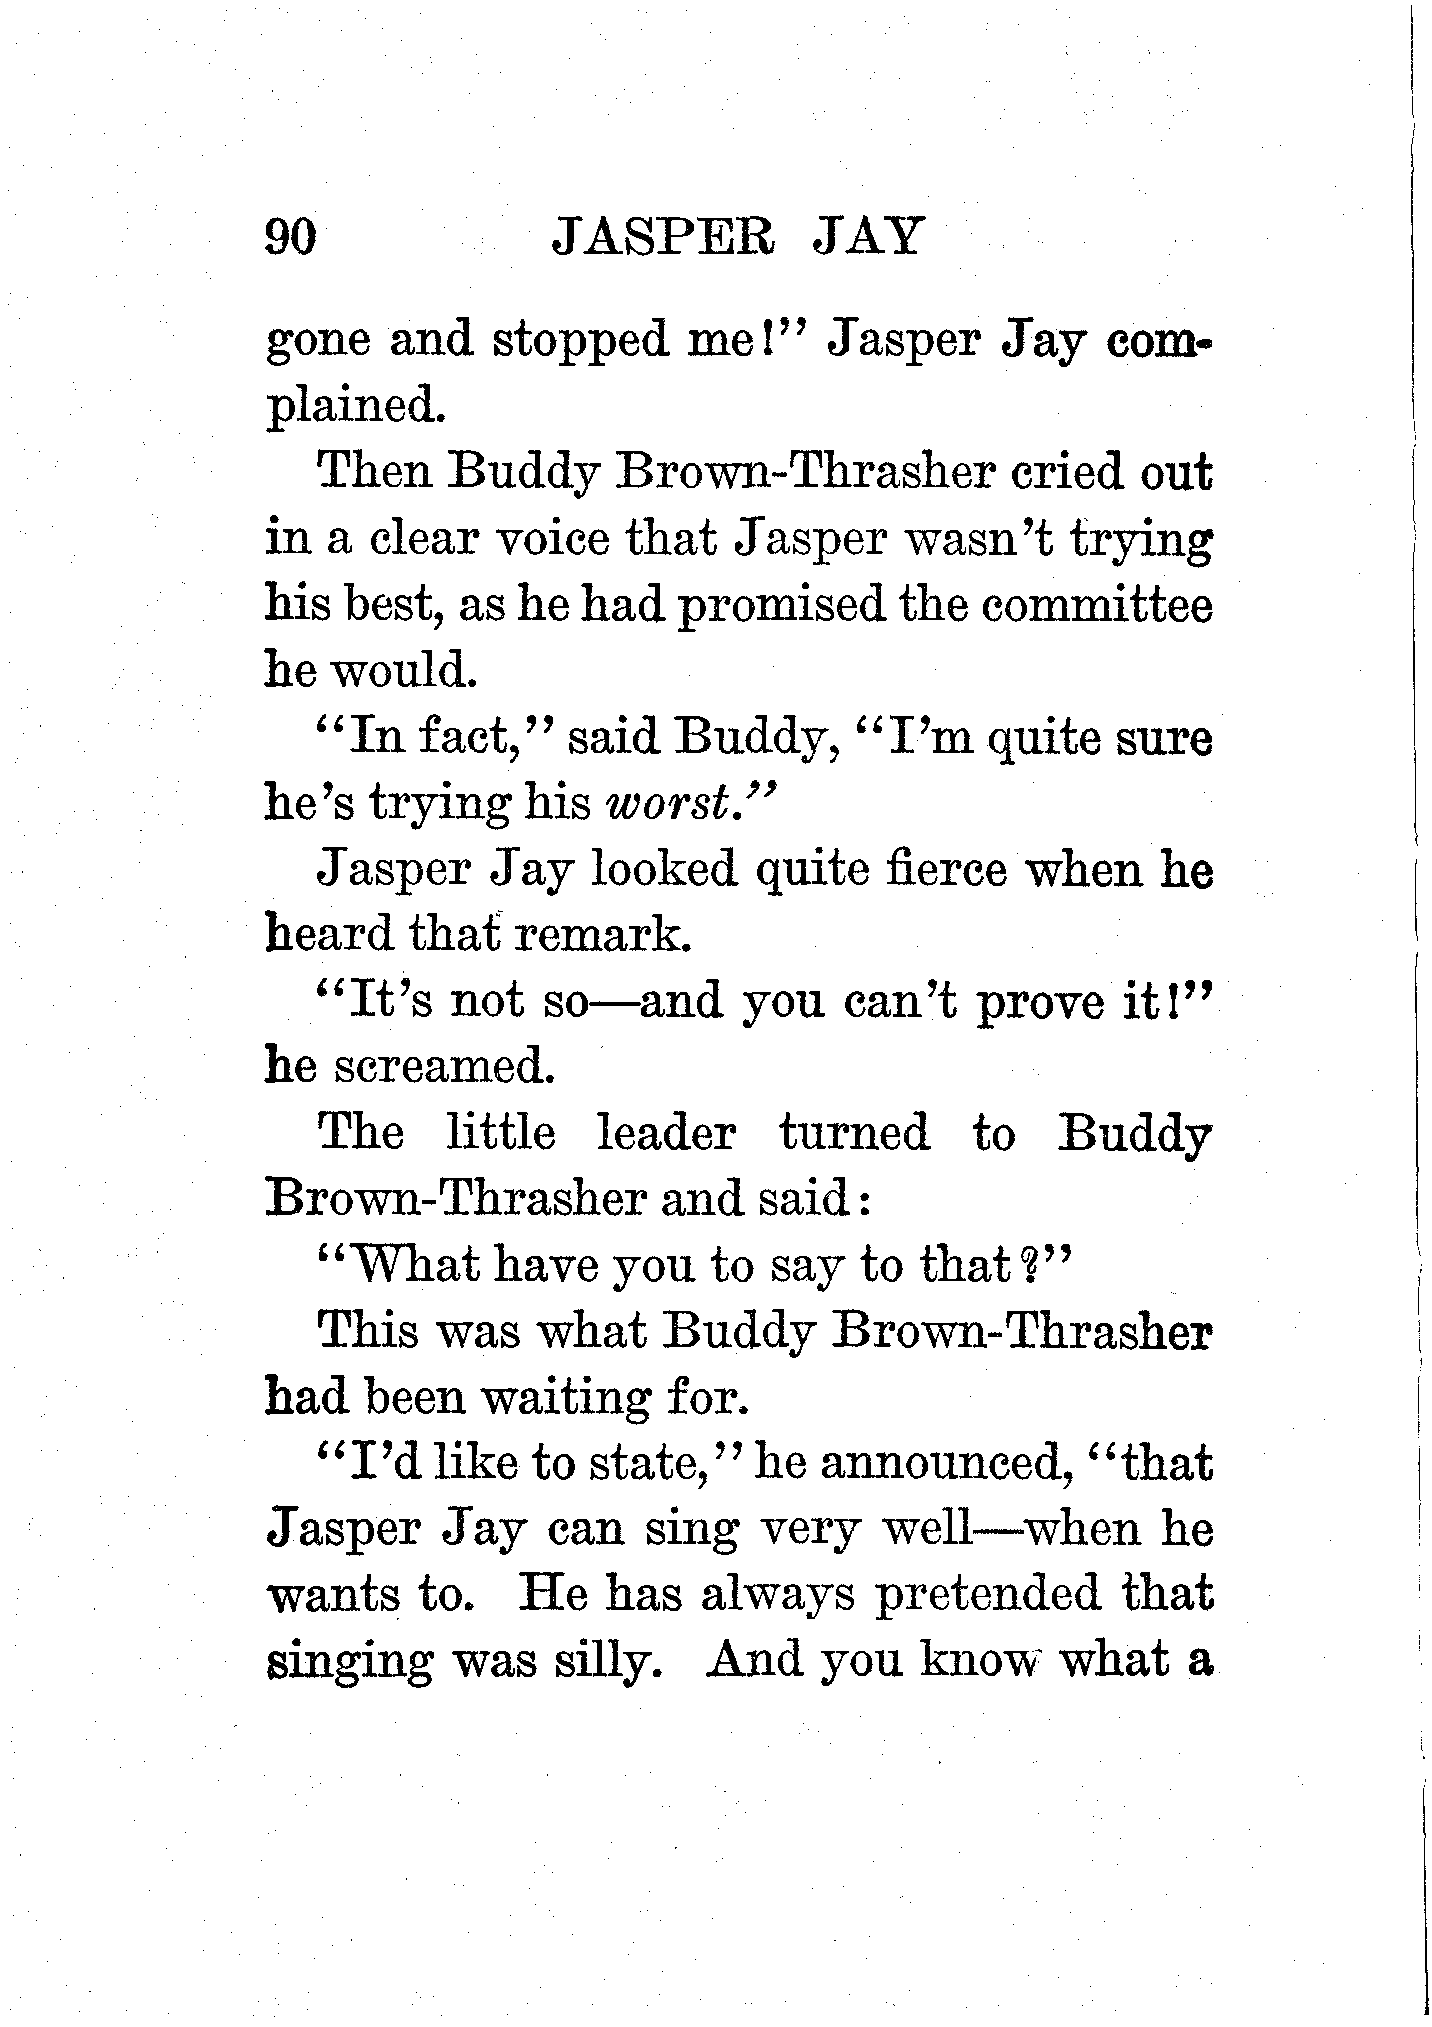 90 JASPER JAY
gone and stopped me!" Jasper Jay com-
plained.
Then Buddy Brown-Thrasher cried out
in a clear voice that Jasper wasn't trying
his best, as he had promised the committee
he would.
"In fact," said Buddy, "I'm quite sure
he's trying his worst."
Jasper Jay looked quite fierce when he
heard that remark.
"It's not so—and you can't prove it!"
he screamed.
The little leader turned to Buddy
Brown-Thrasher and said:
"What have you to say to that?"
This was what Buddy Brown-Thrasher
had been waiting for.
"I'd like to state," he announced, "that
Jasper Jay can sing very well—when he
wants to. He has always pretended that
singing was silly. And you know what a